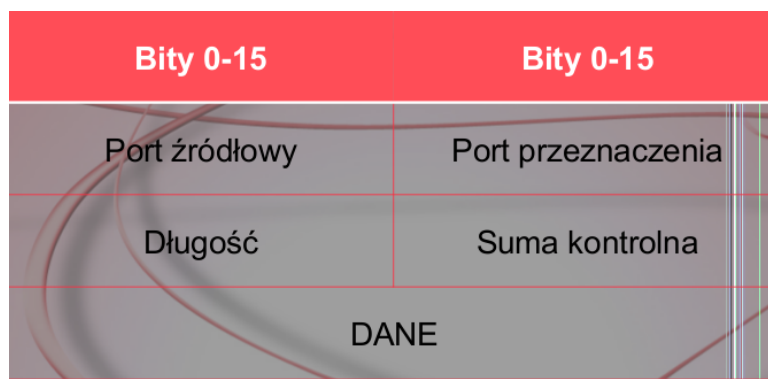 Bity 0-15 Bity 0-15
Port źródłowy Port przeznaczenia
Długość Suma kontrolna
DANE